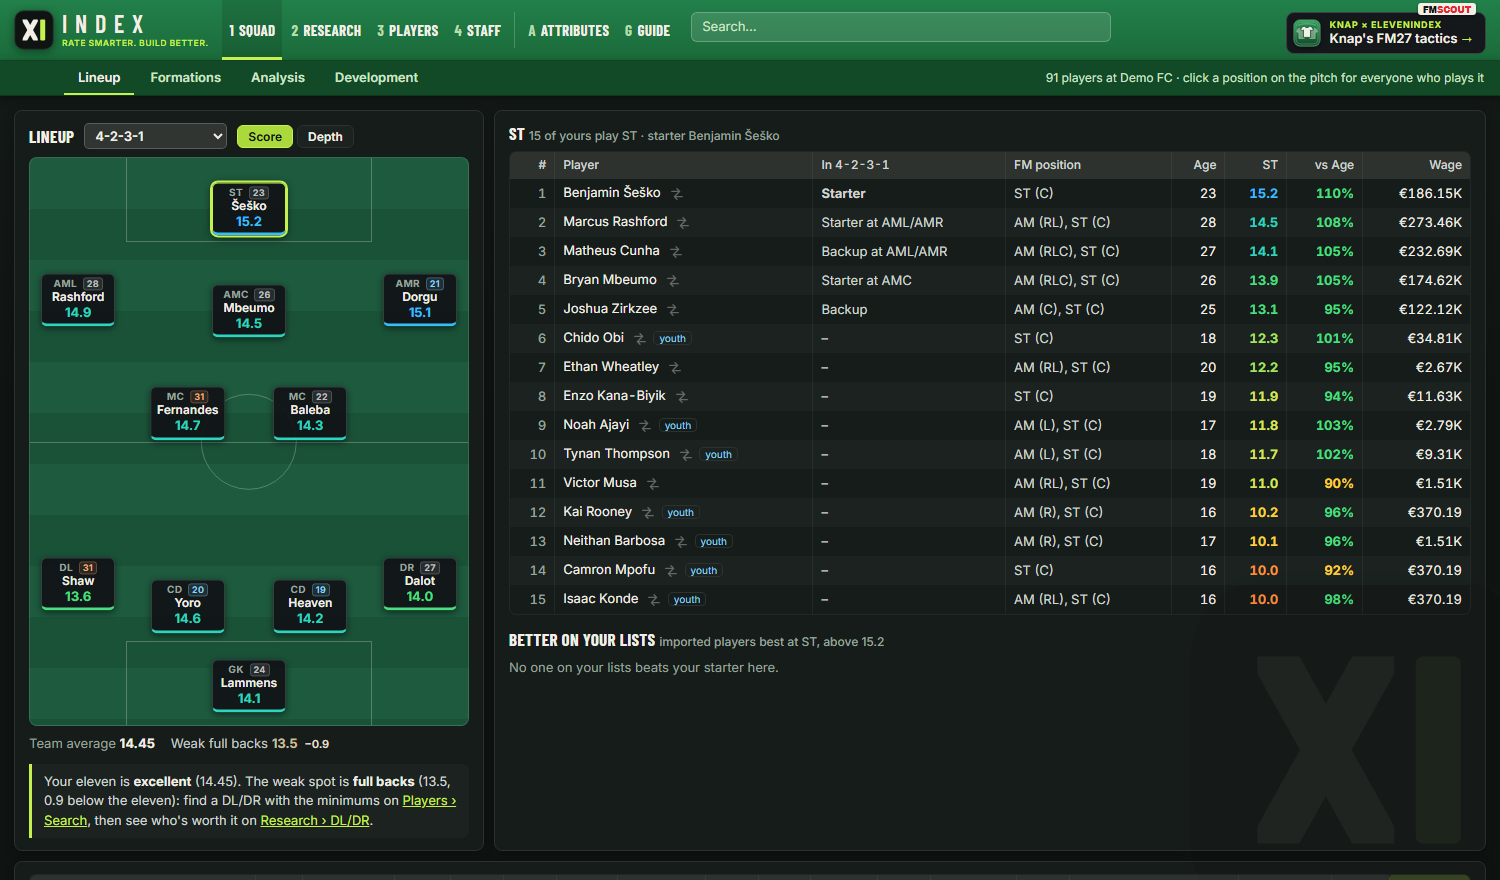 XI INDEX
RATE SMARTER. BUILD BETTER.
1 SQUAD 2 RESEARCH 3 PLAYERS 4 STAFF A ATTRIBUTES G GUIDE
Search...
FMSCOUT
KNAP × ELEVENINDEX
Knap's FM27 tactics →
Lineup Formations Analysis Development
91 players at Demo FC · click a position on the pitch for everyone who plays it
LINEUP 4-2-3-1 Score Depth
ST 23
Šeško
15.2
AML 28
Rashford
14.9
AMC 26
Mbeumo
14.5
AMR 21
Dorgu
15.1
MC 31
Fernandes
14.7
MC 22
Baleba
14.3
DL 31
Shaw
13.6
CD 20
Yoro
14.6
CD 19
Heaven
14.2
DR 27
Dalot
14.0
GK 24
Lammens
14.1
Team average 14.45 Weak full backs 13.5 −0.9
Your eleven is excellent (14.45). The weak spot is full backs (13.5,
0.9 below the eleven): find a DL/DR with the minimums on Players ›
Search, then see who's worth it on Research › DL/DR.
ST 15 of yours play ST · starter Benjamin Šeško
# Player In 4-2-3-1 FM position Age ST vs Age Wage
1 Benjamin Šeško Starter ST (C) 23 15.2 110% €186.15K
2 Marcus Rashford Starter at AML/AMR AM (RL), ST (C) 28 14.5 108% €273.46K
3 Matheus Cunha Backup at AML/AMR AM (RLC), ST (C) 27 14.1 105% €232.69K
4 Bryan Mbeumo Starter at AMC AM (RLC), ST (C) 26 13.9 105% €174.62K
5 Joshua Zirkzee Backup AM (C), ST (C) 25 13.1 95% €122.12K
6 Chido Obi youth – ST (C) 18 12.3 101% €34.81K
7 Ethan Wheatley – AM (RL), ST (C) 20 12.2 95% €2.67K
8 Enzo Kana-Biyik – ST (C) 19 11.9 94% €11.63K
9 Noah Ajayi youth – AM (L), ST (C) 17 11.8 103% €2.79K
10 Tynan Thompson youth – AM (L), ST (C) 18 11.7 102% €9.31K
11 Victor Musa – AM (RL), ST (C) 19 11.0 90% €1.51K
12 Kai Rooney youth – AM (R), ST (C) 16 10.2 96% €370.19
13 Neithan Barbosa youth – AM (R), ST (C) 17 10.1 96% €1.51K
14 Camron Mpofu youth – ST (C) 16 10.0 92% €370.19
15 Isaac Konde youth – AM (RL), ST (C) 16 10.0 98% €370.19
BETTER ON YOUR LISTS imported players best at ST, above 15.2
No one on your lists beats your starter here.
XI